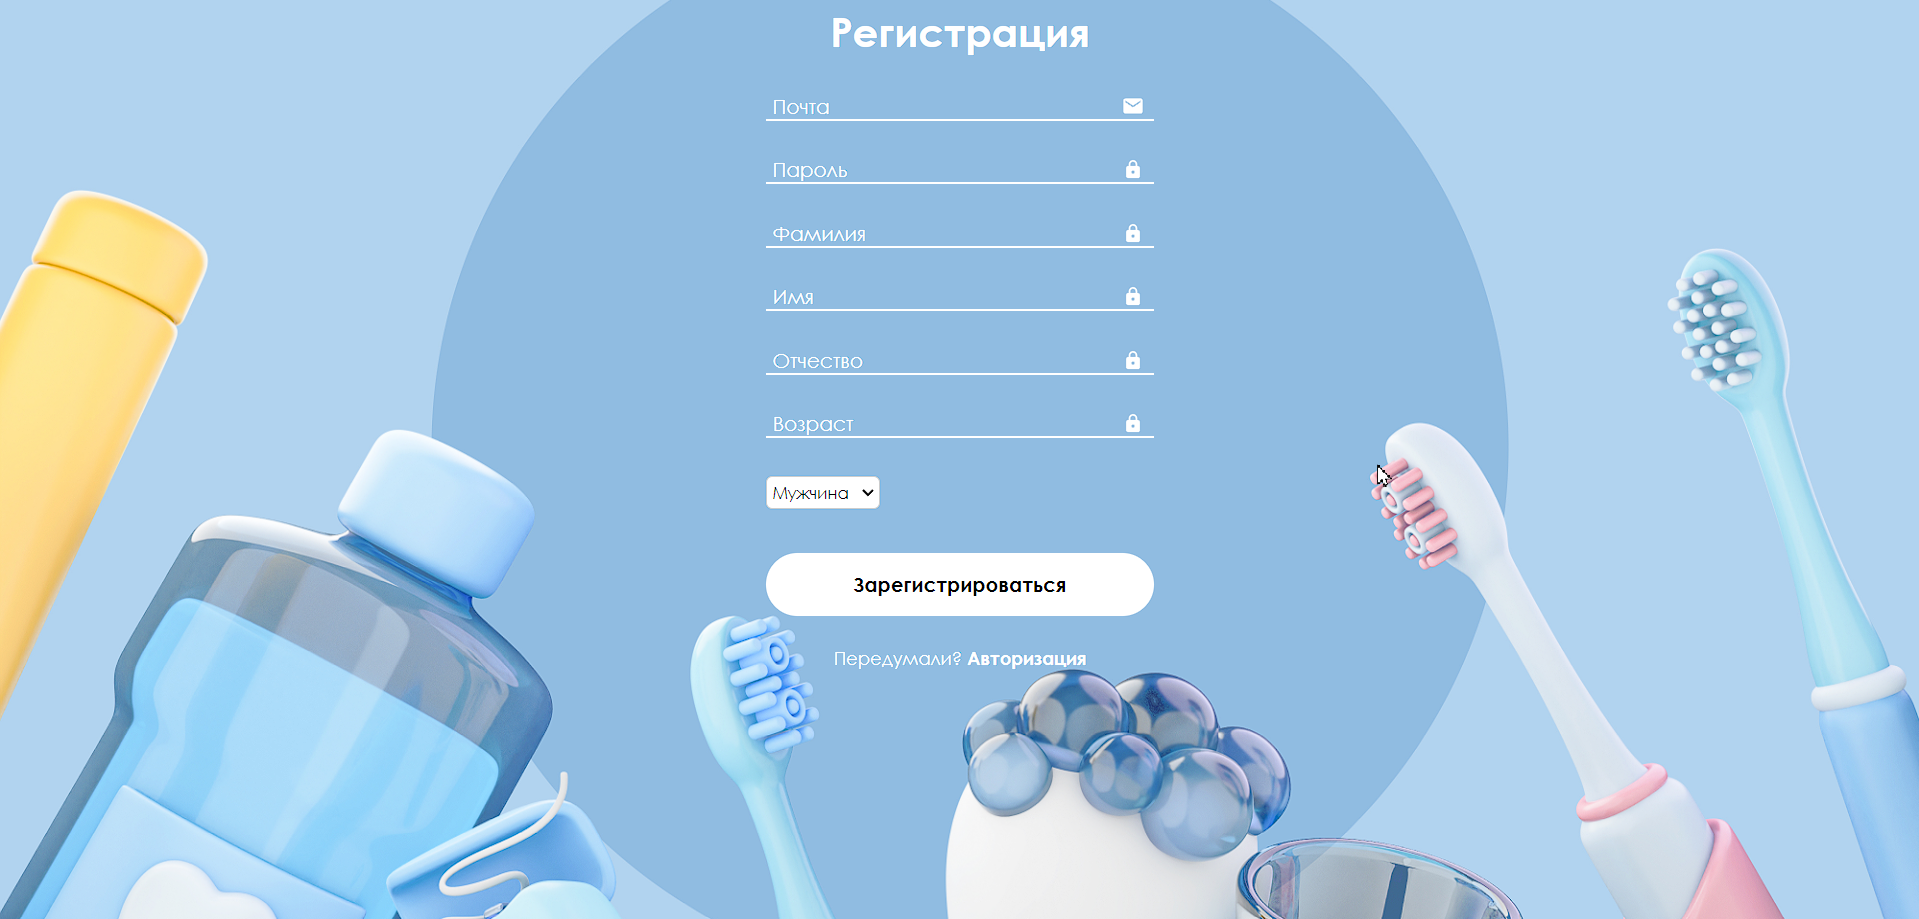 Регистрация
Почта
Пароль
Фамилия
Имя
Отчество
Возраст
Мужчина
Зарегистрироваться
Передумали? Авторизация